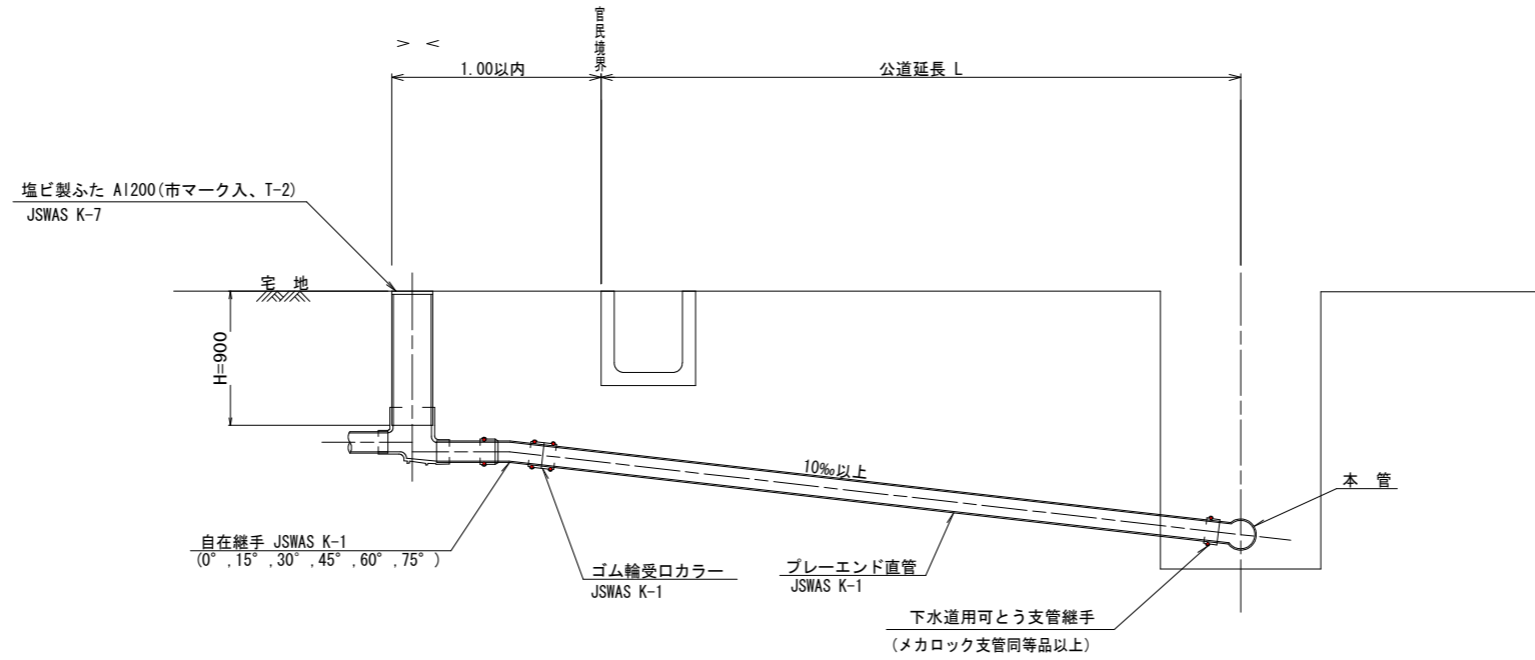 官民境界
> <
1.00以内
公道延長 L
塩ビ製ふた AI200(市マーク入、T-2)
JSWAS K-7
宅 地
H=900
10‰以上
本 管
自在継手 JSWAS K-1
(0°,15°,30°,45°,60°,75°)
ゴム輪受口カラー
JSWAS K-1
プレーエンド直管
JSWAS K-1
下水道用可とう支管継手
(メカロック支管同等品以上)